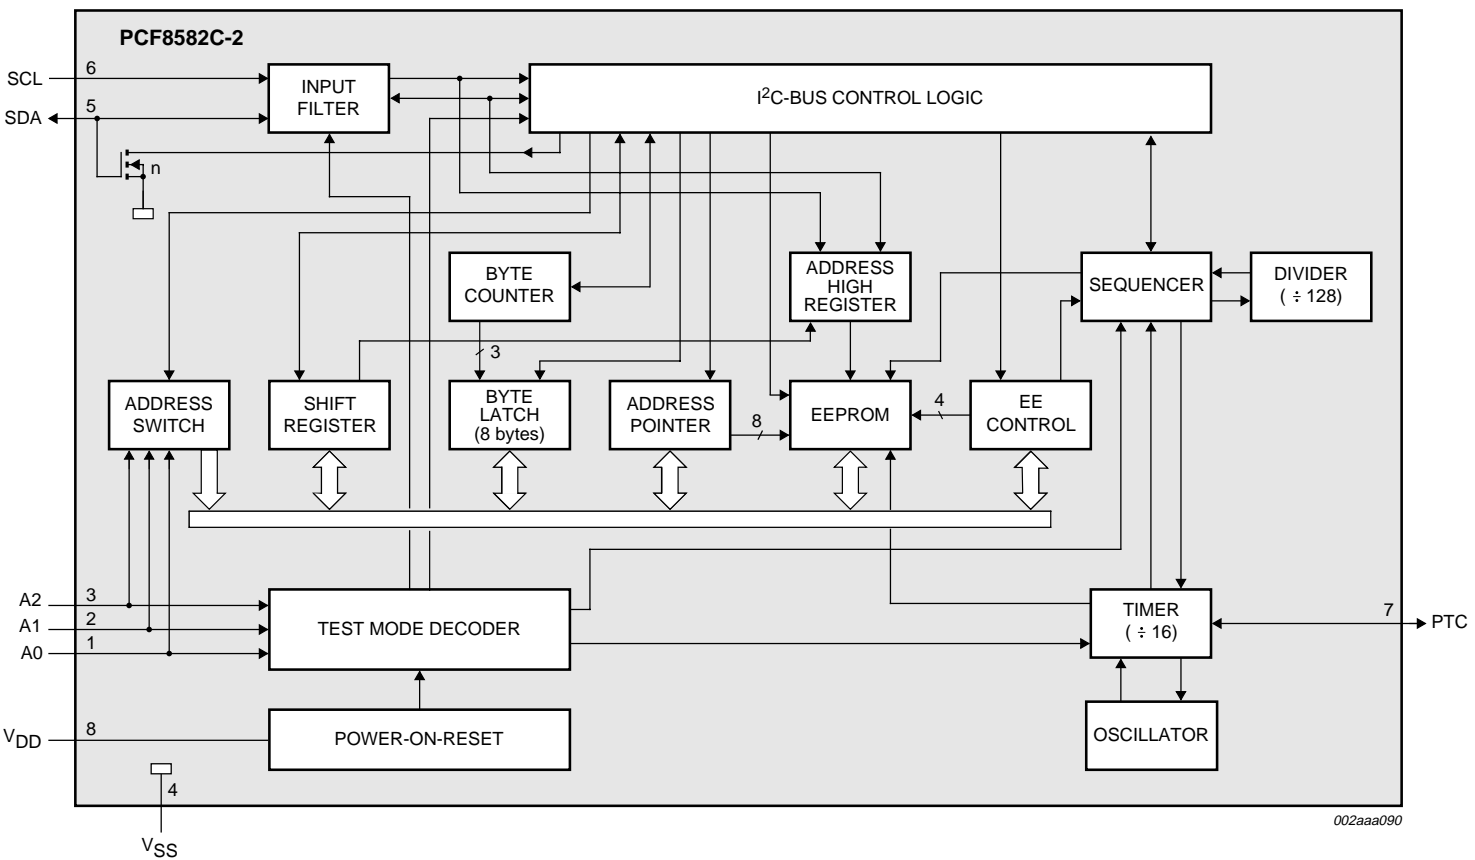 PCF8582C-2
SCL
6
INPUT
FILTER
I2C-BUS CONTROL LOGIC
SDA
5
n
BYTE
COUNTER
ADDRESS
HIGH
REGISTER
SEQUENCER
DIVIDER
( ÷ 128)
3
ADDRESS
SWITCH
SHIFT
REGISTER
BYTE
LATCH
(8 bytes)
ADDRESS
POINTER
8
EEPROM
4
EE
CONTROL
A2
3
A1
2
A0
1
TEST MODE DECODER
TIMER
( ÷ 16)
7
PTC
VDD
8
POWER-ON-RESET
OSCILLATOR
4
VSS
002aaa090